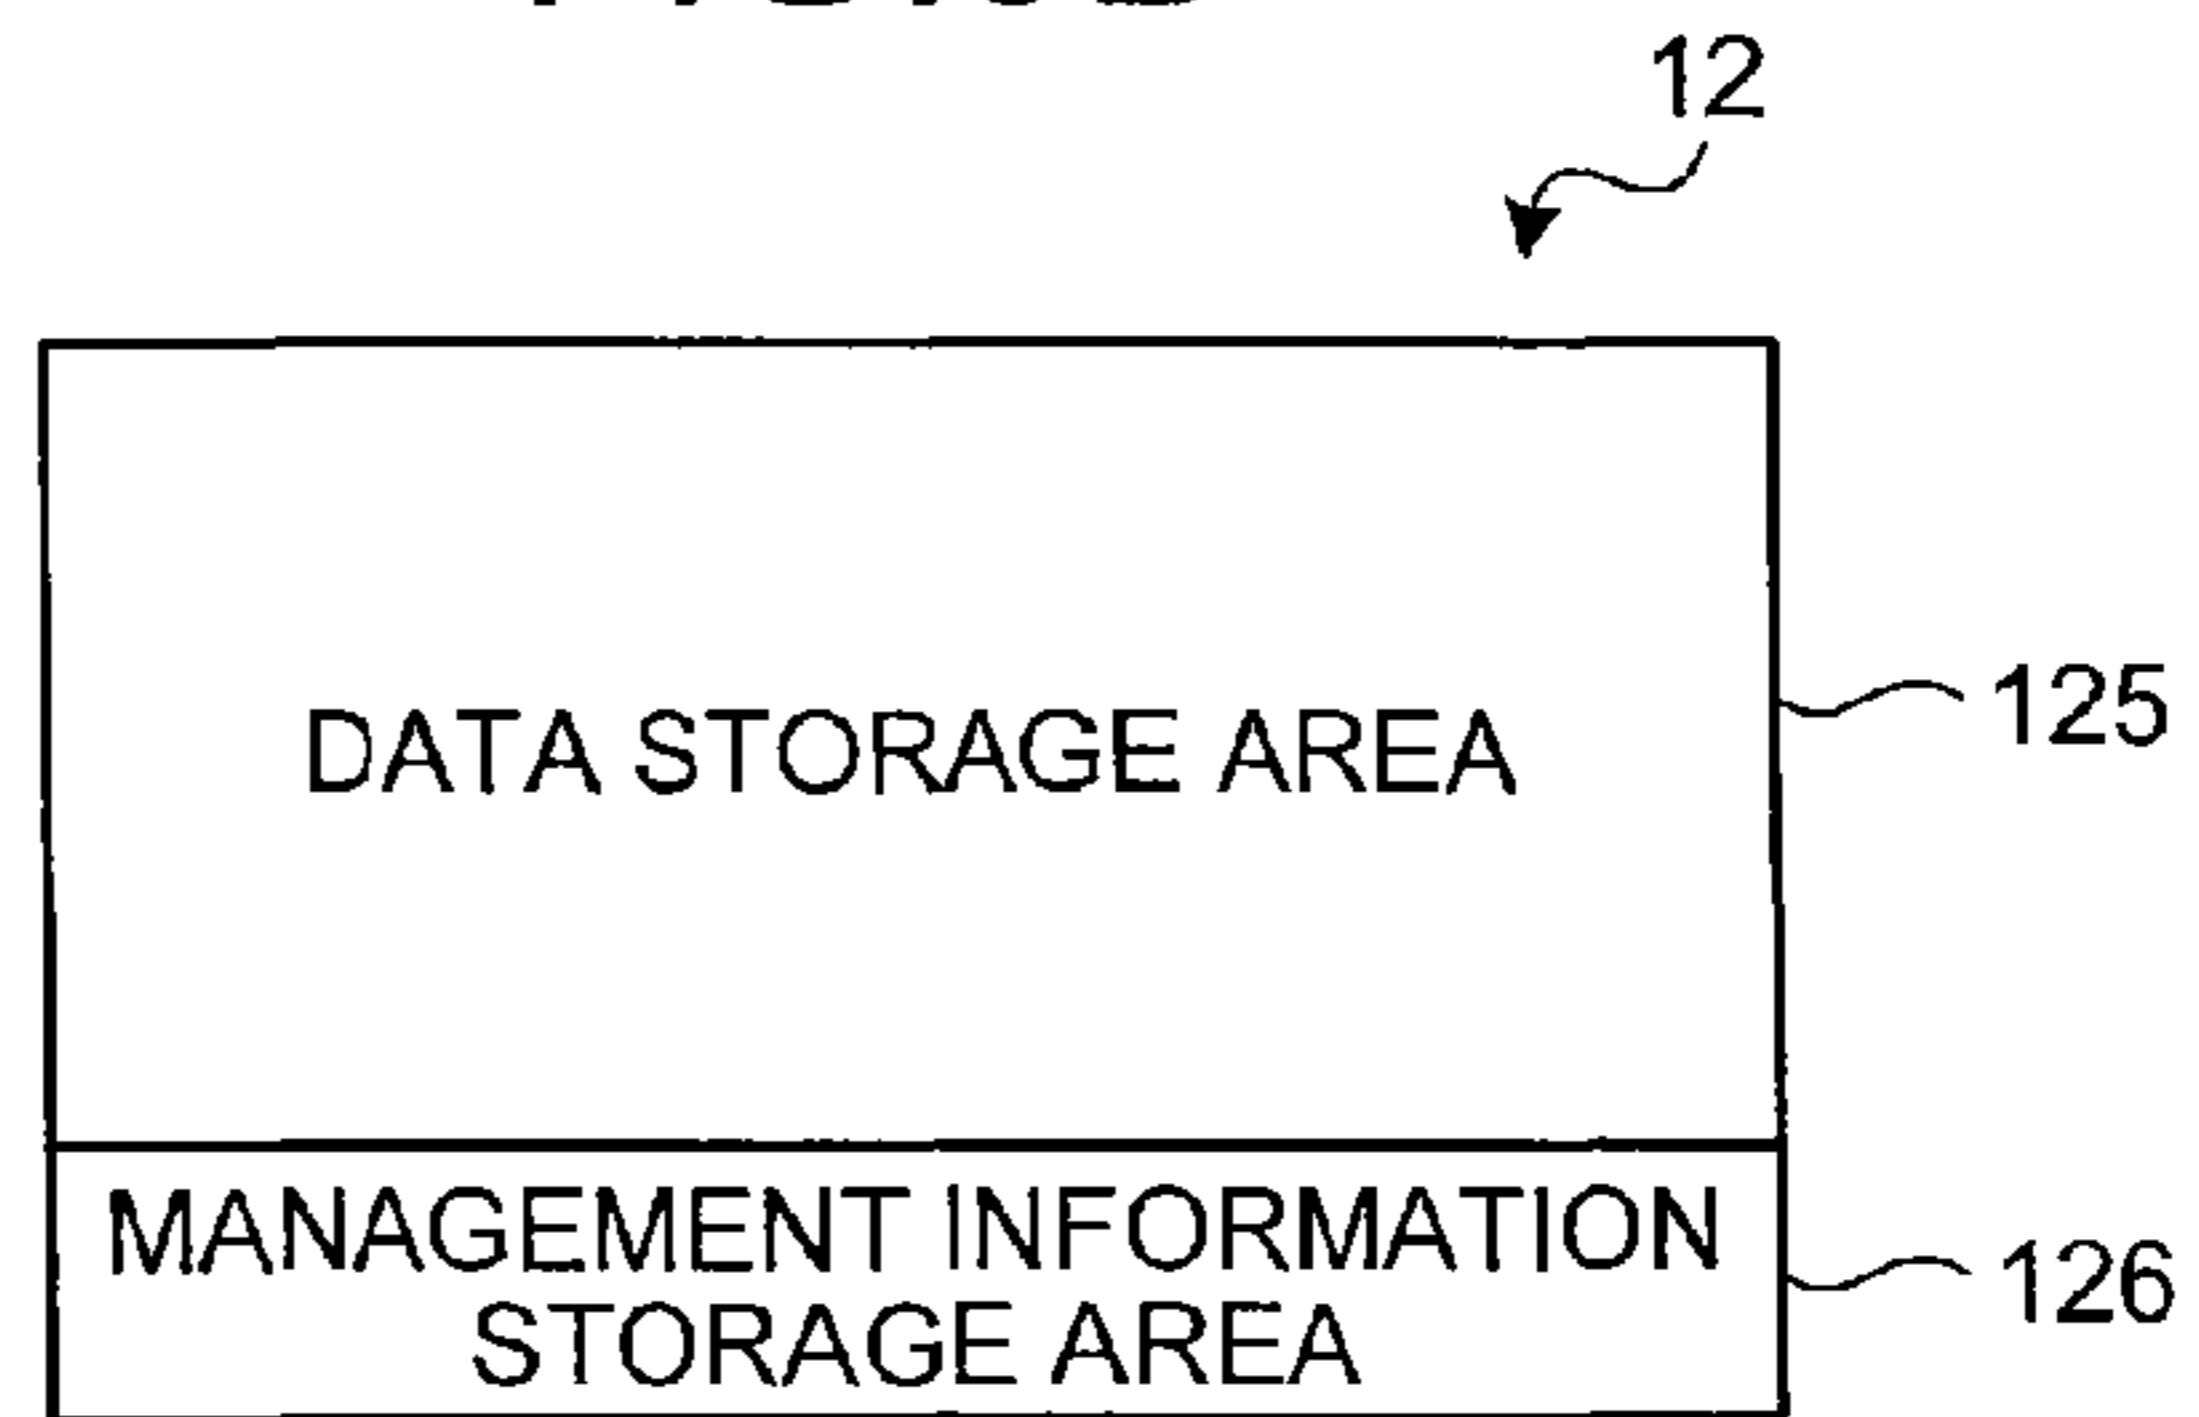 12
DATA STORAGE AREA
125
MANAGEMENT INFORMATION
STORAGE AREA
126